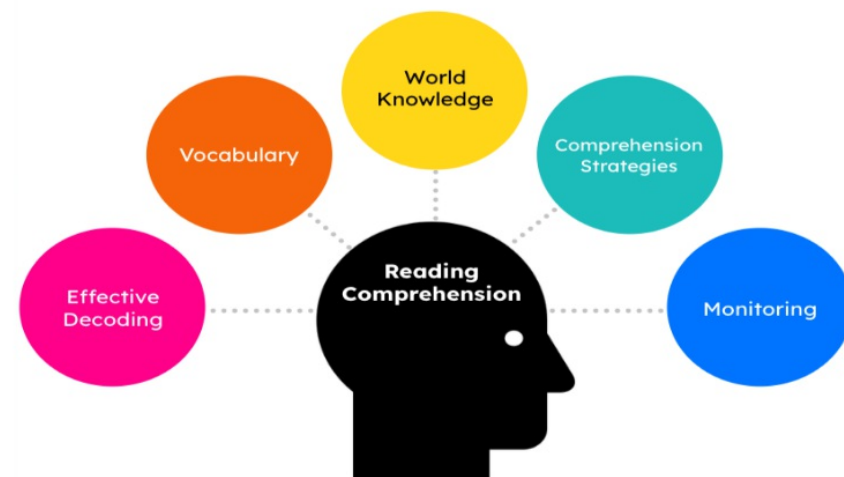 World
Knowledge
Vocabulary
Comprehension
Strategies
Reading
Comprehension
Effective
Decoding
Monitoring